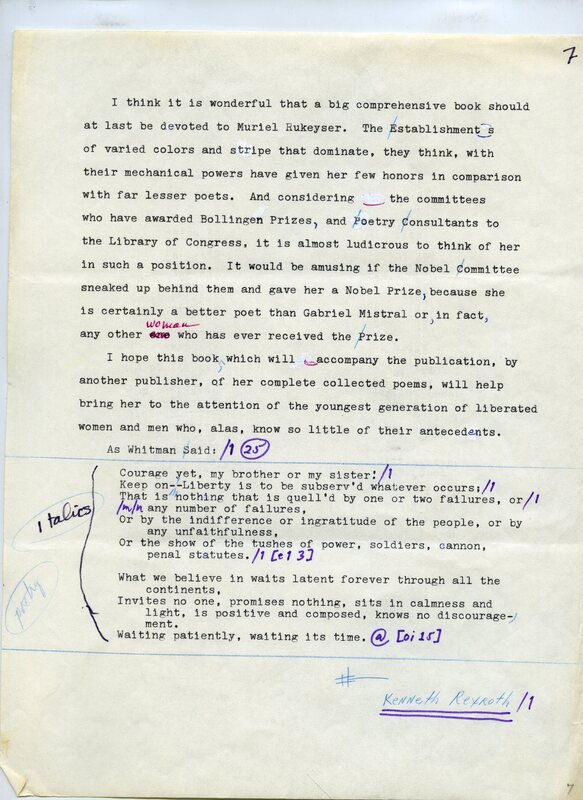 7
I think it is wonderful that a big comprehensive book should
at last be devoted to Muriel Rukeyser. The Establishments
of varied colors and stripe that dominate, they think, with
their mechanical powers have given her few honors in comparison
with far lesser poets. And considering the committees
who have awarded Bollingen Prizes, and Poetry Consultants to
the Library of Congress, it is almost ludicrous to think of her
in such a position. It would be amusing if the Nobel Committee
sneaked up behind them and gave her a Nobel Prize, because she
is certainly a better poet than Gabriel Mistral or, in fact,
woman
any other one who has ever received the Prize.
I hope this book, which will accompany the publication, by
another publisher, of her complete collected poems, will help
bring her to the attention of the youngest generation of liberated
women and men who, alas, know so little of their antecedents.
As Whitman Said: /1 25
Courage yet, my brother or my sister! /1
Keep on--Liberty is to be subserv'd whatever occurs; /1
That is nothing that is quell'd by one or two failures, or /1
/m/n any number of failures,
italics
Or by the indifference or ingratitude of the people, or by
any unfaithfulness,
Or the show of the tushes of power, soldiers, cannon,
penal statutes. /1 [e13]
poetry
What we believe in waits latent forever through all the
continents,
Invites no one, promises nothing, sits in calmness and
light, is positive and composed, knows no discourage-
ment.
Waiting patiently, waiting its time. @ [oi15]
#
Kenneth Rexroth /1